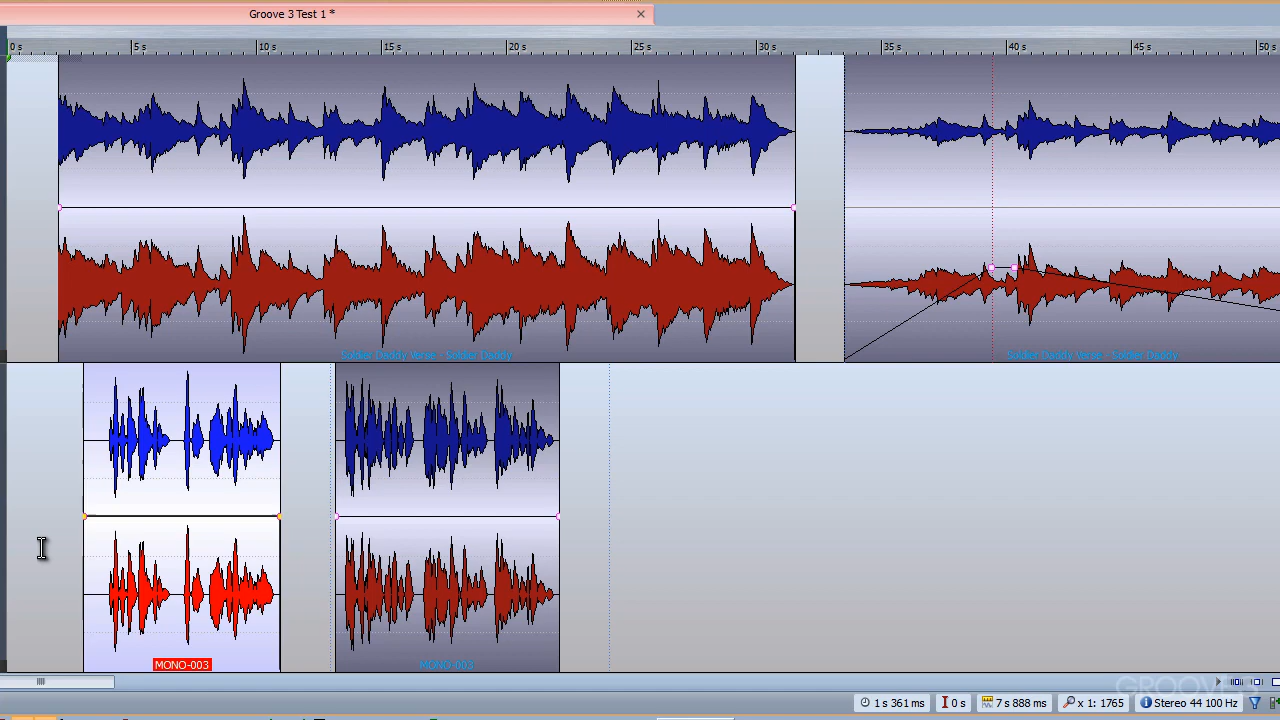 Groove 3 Test 1 *
0 s 5 s 10 s 15 s 20 s 25 s 30 s 35 s 40 s 45 s 50 s
Soldier Daddy Verse - Soldier Daddy Soldier Daddy Verse - Soldier Daddy
MONO-003 MONO-003
GROOVE 3
1 s 361 ms 0 s 7 s 888 ms x 1: 1765 Stereo 44 100 Hz